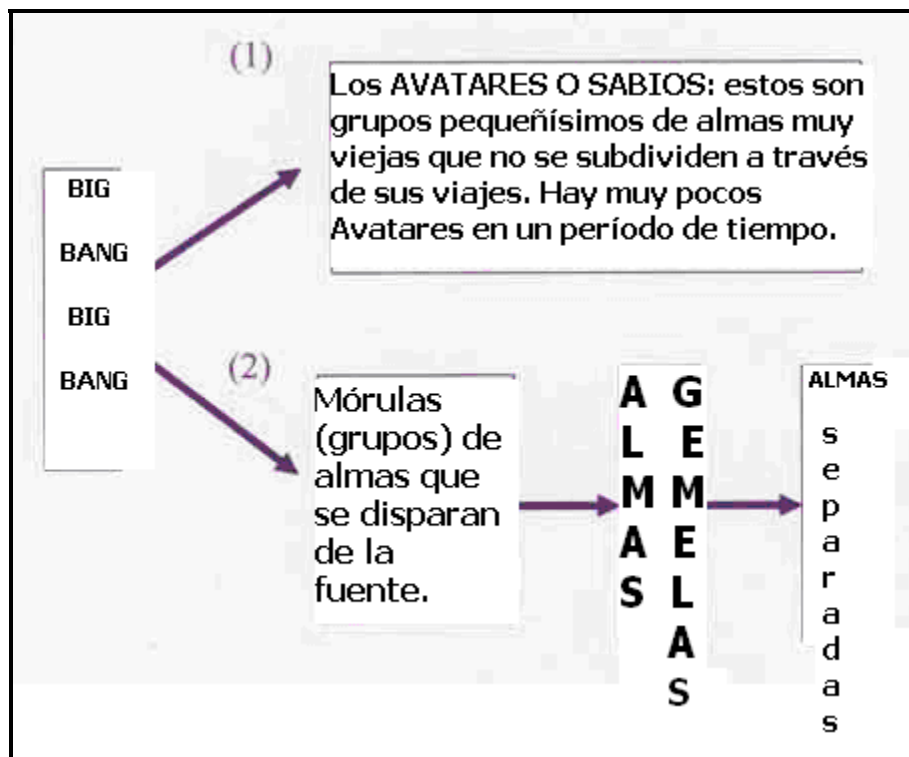 (1)
Los AVATARES O SABIOS: estos son
grupos pequeñísimos de almas muy
viejas que no se subdividen a través
de sus viajes. Hay muy pocos
Avatares en un período de tiempo.
BIG
BANG
BIG
BANG
(2)
Mórulas
(grupos) de
almas que
se disparan
de la
fuente.
ALMAS
GEMELAS
ALMAS
separadas